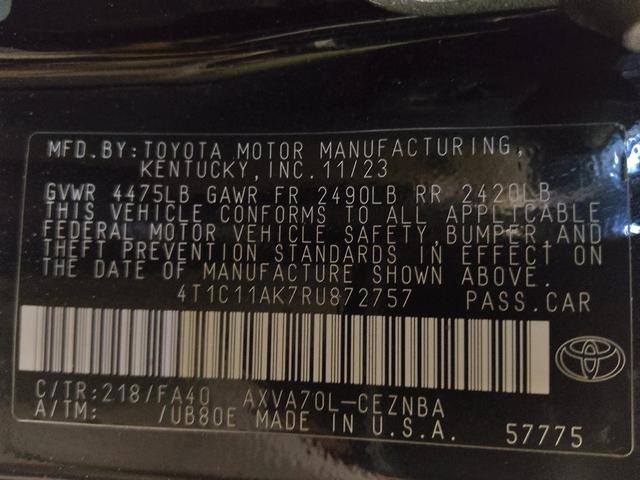 MFD.BY:TOYOTA MOTOR MANUFACTURING,
KENTUCKY,INC.11/23
GVWR 4475LB GAWR FR 2490LB RR 2420LB
THIS VEHICLE CONFORMS TO ALL APPLICABLE
FEDERAL MOTOR VEHICLE SAFETY,BUMPER,AND
THEFT PREVENTION STANDARDS IN EFFECT ON
THE DATE OF MANUFACTURE SHOWN ABOVE.
4T1C11AK7RU872757 PASS.CAR
C/TR:218/FA40 AXVA70L-CEZNBA
A/TM: /UB80E MADE IN U.S.A. 57775